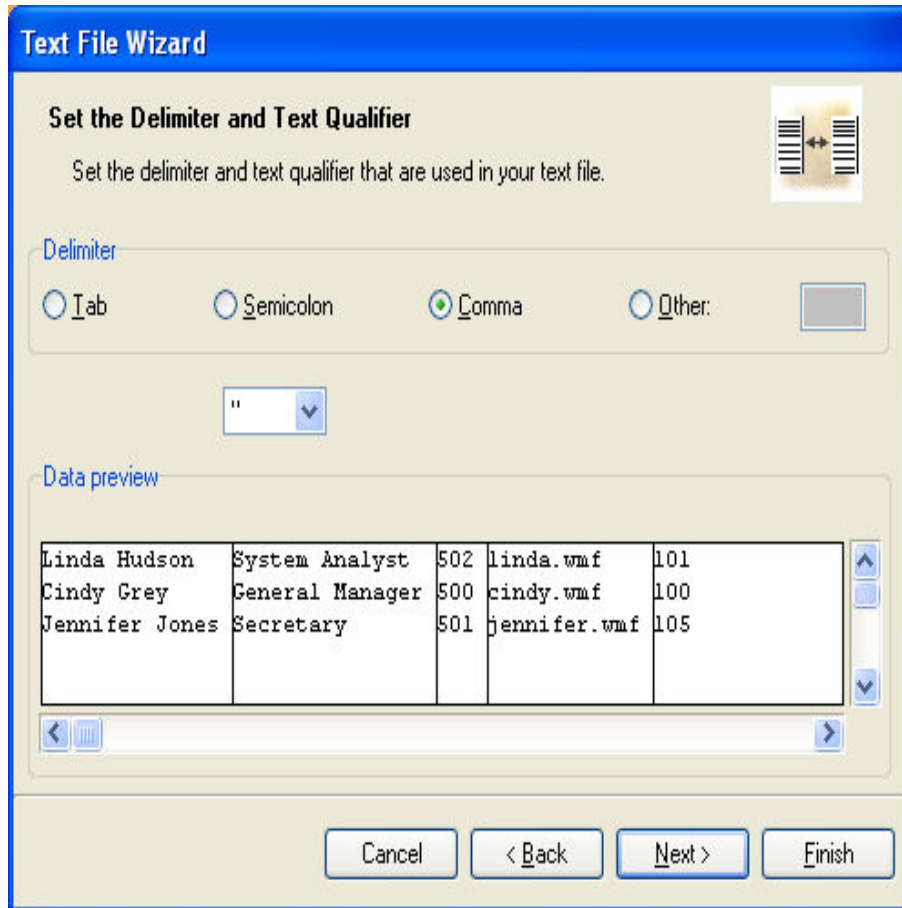 Text File Wizard
Set the Delimiter and Text Qualifier
Set the delimiter and text qualifier that are used in your text file.
Delimiter
Tab Semicolon Comma Other:
"
Data preview
Linda Hudson System Analyst 502 linda.wmf 101
Cindy Grey General Manager 500 cindy.wmf 100
Jennifer Jones Secretary 501 jennifer.wmf 105
Cancel < Back Next > Finish